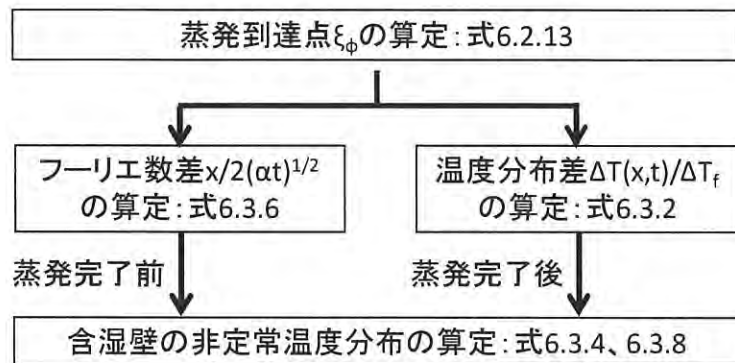 蒸発到達点ξϕの算定：式6.2.13
フーリエ数差x/2(αt)1/2
の算定：式6.3.6
温度分布差ΔT(x,t)/ΔTf
の算定：式6.3.2
蒸発完了前
蒸発完了後
含湿壁の非定常温度分布の算定：式6.3.4、6.3.8